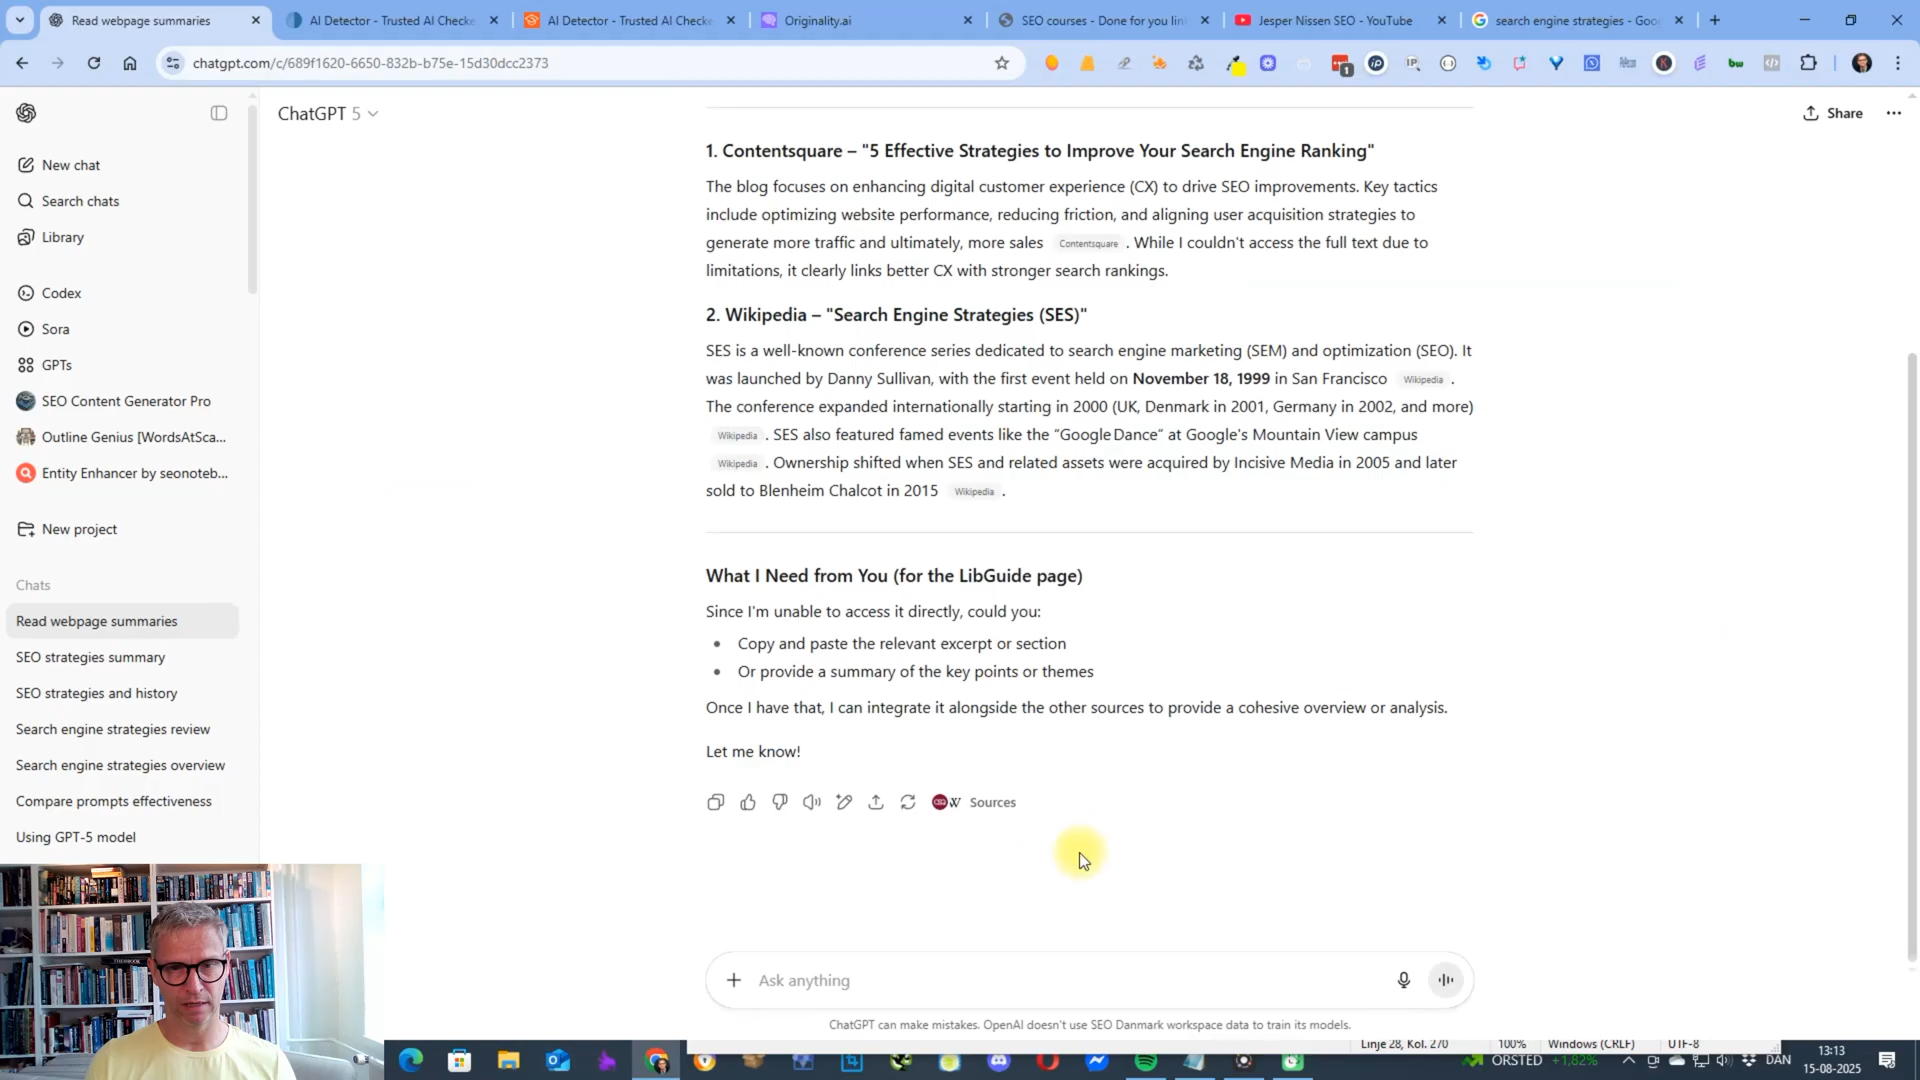 Read webpage summaries
AI Detector - Trusted AI Checke
AI Detector - Trusted AI Checke
Originality.ai
SEO courses - Done for you lin
Jesper Nissen SEO - YouTube
search engine strategies - Goo
chatgpt.com/c/689f1620-6650-832b-b75e-15d30dcc2373
ChatGPT 5
Share
New chat
Search chats
Library
Codex
Sora
GPTs
SEO Content Generator Pro
Outline Genius [WordsAtSca...
Entity Enhancer by seonoteb...
New project
Chats
Read webpage summaries
SEO strategies summary
SEO strategies and history
Search engine strategies review
Search engine strategies overview
Compare prompts effectiveness
Using GPT-5 model
1. Contentsquare – "5 Effective Strategies to Improve Your Search Engine Ranking"
The blog focuses on enhancing digital customer experience (CX) to drive SEO improvements. Key tactics
include optimizing website performance, reducing friction, and aligning user acquisition strategies to
generate more traffic and ultimately, more sales Contentsquare . While I couldn't access the full text due to
limitations, it clearly links better CX with stronger search rankings.
2. Wikipedia – "Search Engine Strategies (SES)"
SES is a well-known conference series dedicated to search engine marketing (SEM) and optimization (SEO). It
was launched by Danny Sullivan, with the first event held on November 18, 1999 in San Francisco Wikipedia .
The conference expanded internationally starting in 2000 (UK, Denmark in 2001, Germany in 2002, and more)
Wikipedia . SES also featured famed events like the “Google Dance” at Google's Mountain View campus
Wikipedia . Ownership shifted when SES and related assets were acquired by Incisive Media in 2005 and later
sold to Blenheim Chalcot in 2015 Wikipedia .
What I Need from You (for the LibGuide page)
Since I'm unable to access it directly, could you:
• Copy and paste the relevant excerpt or section
• Or provide a summary of the key points or themes
Once I have that, I can integrate it alongside the other sources to provide a cohesive overview or analysis.
Let me know!
W Sources
Ask anything
ChatGPT can make mistakes. OpenAI doesn't use SEO Danmark workspace data to train its models.
Linje 28, Kol. 270 100% Windows (CRLF) UTF-8
ORSTED +1,82% DAN
13:13
15-08-2025